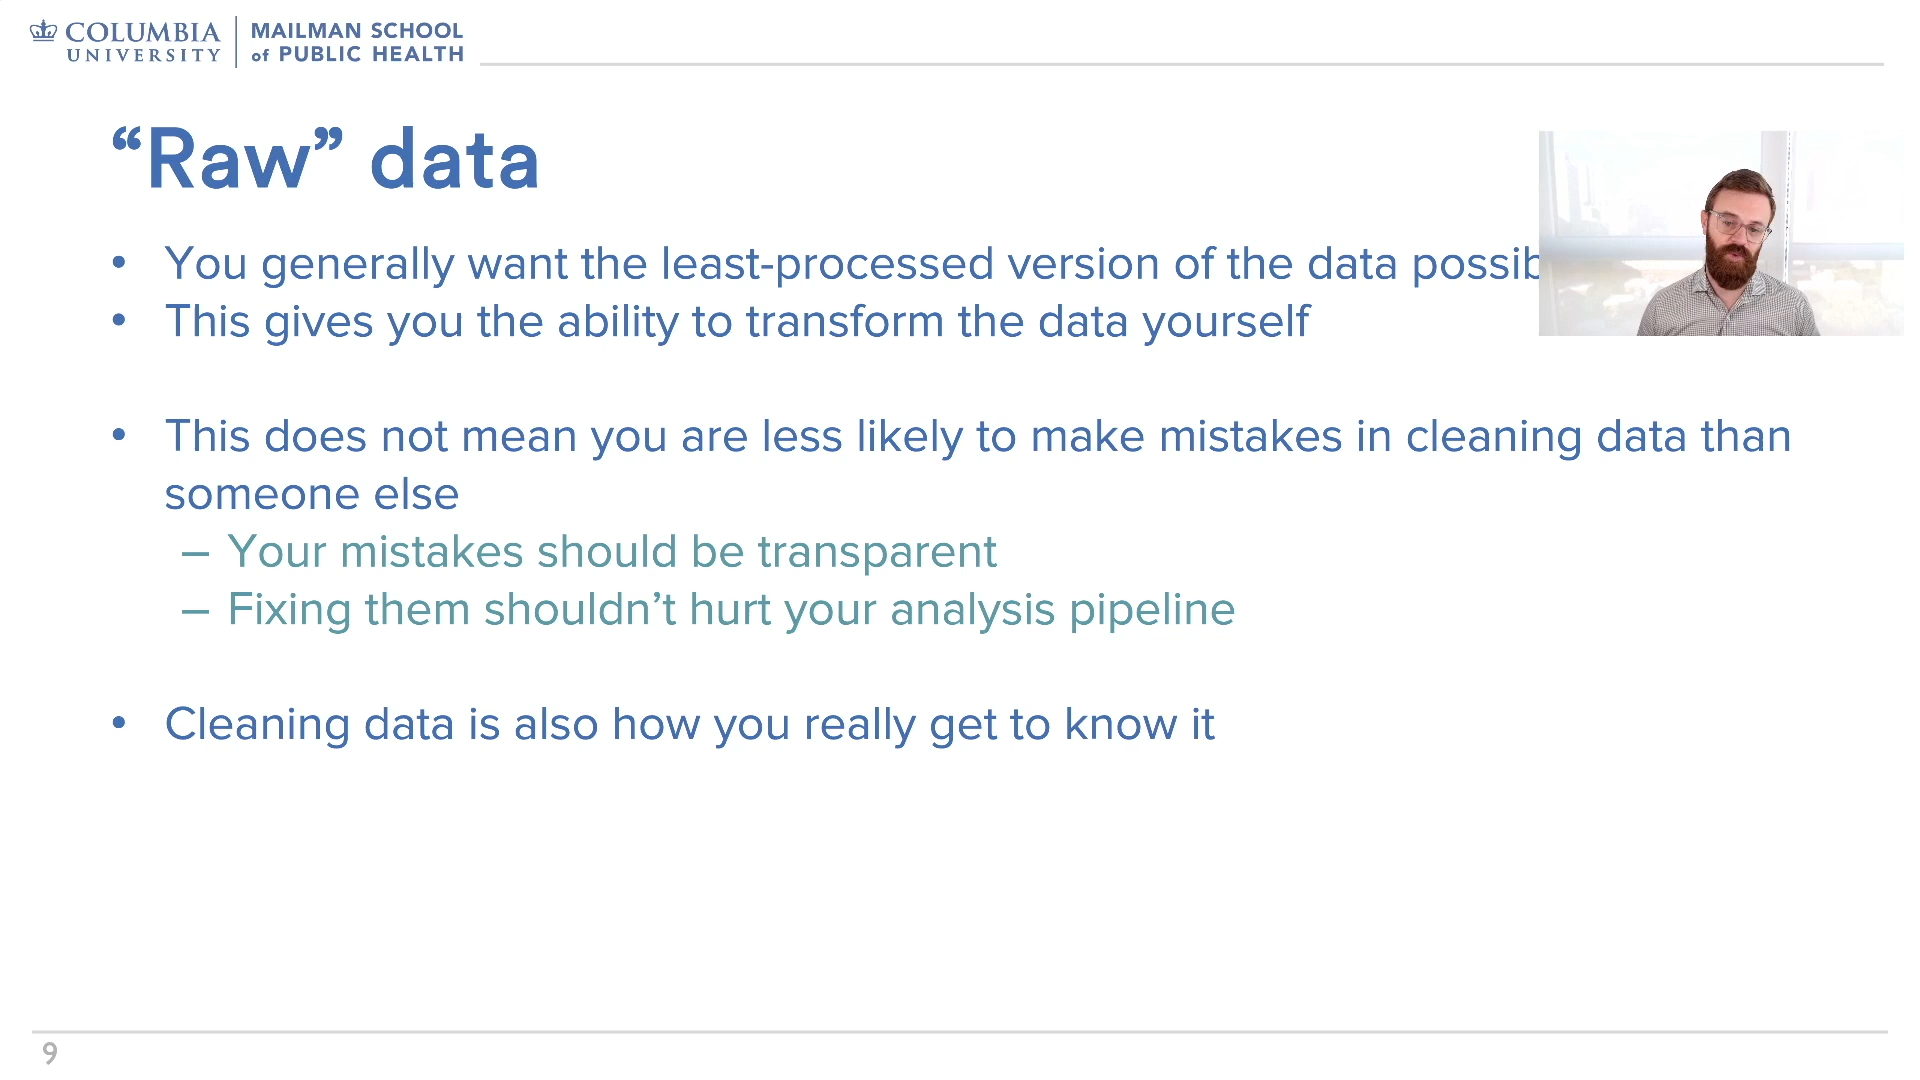 COLUMBIA UNIVERSITY
MAILMAN SCHOOL
of PUBLIC HEALTH
“Raw” data
• You generally want the least-processed version of the data
• This gives you the ability to transform the data yourself
• This does not mean you are less likely to make mistakes in cleaning data than
someone else
– Your mistakes should be transparent
– Fixing them shouldn’t hurt your analysis pipeline
• Cleaning data is also how you really get to know it
9